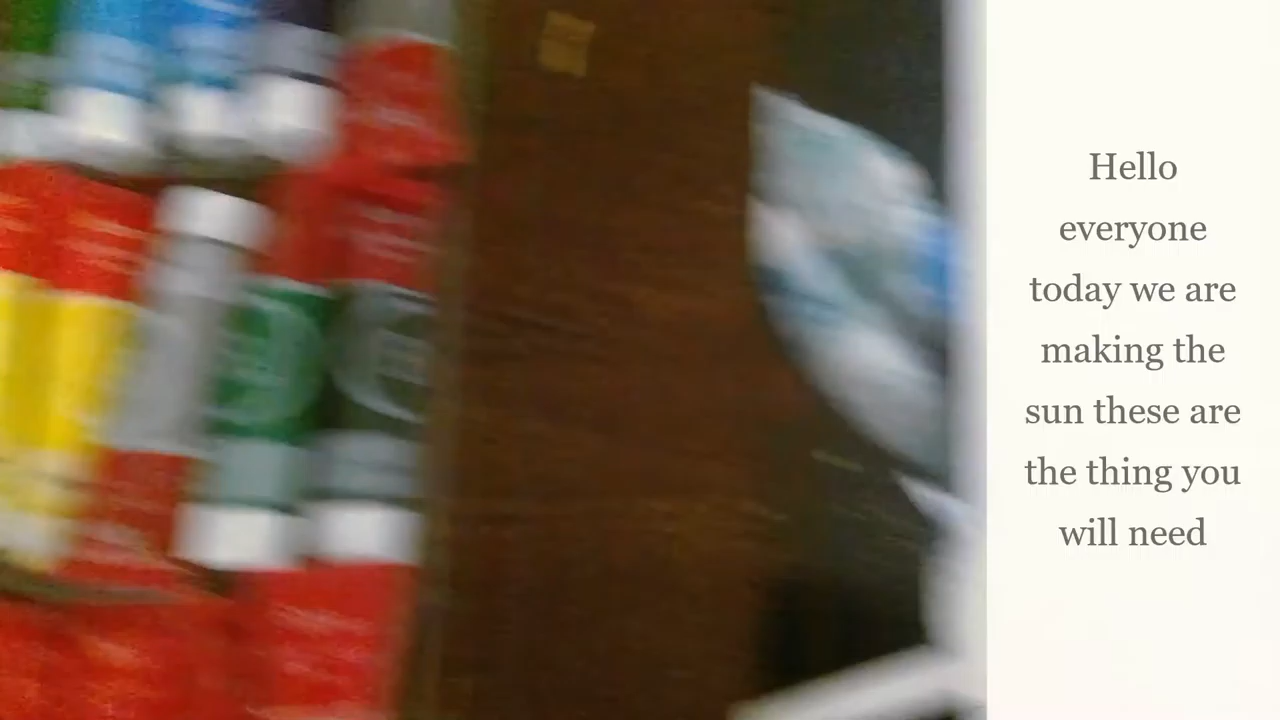 Hello
everyone
today we are
making the
sun these are
the thing you
will need